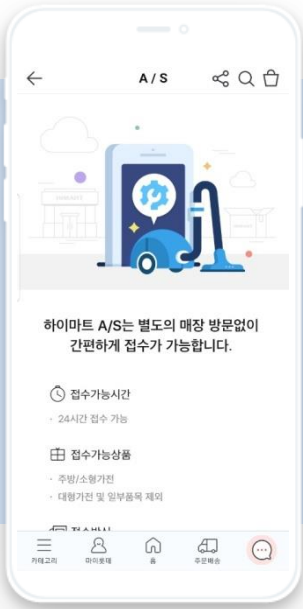 A / S
하이마트 A/S는 별도의 매장 방문없이
간편하게 접수가 가능합니다.
접수가능시간
· 24시간 접수 가능
접수가능상품
· 주방/소형가전
· 대형가전 및 일부품목 제외
카테고리 마이롯데 홈 주문배송